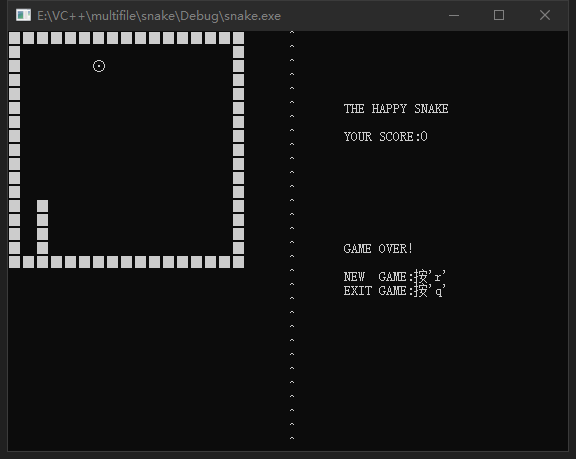 E:\VC++\multifile\snake\Debug\snake.exe
THE HAPPY SNAKE
YOUR SCORE:0
GAME OVER!
NEW  GAME:按'r'
EXIT GAME:按'q'